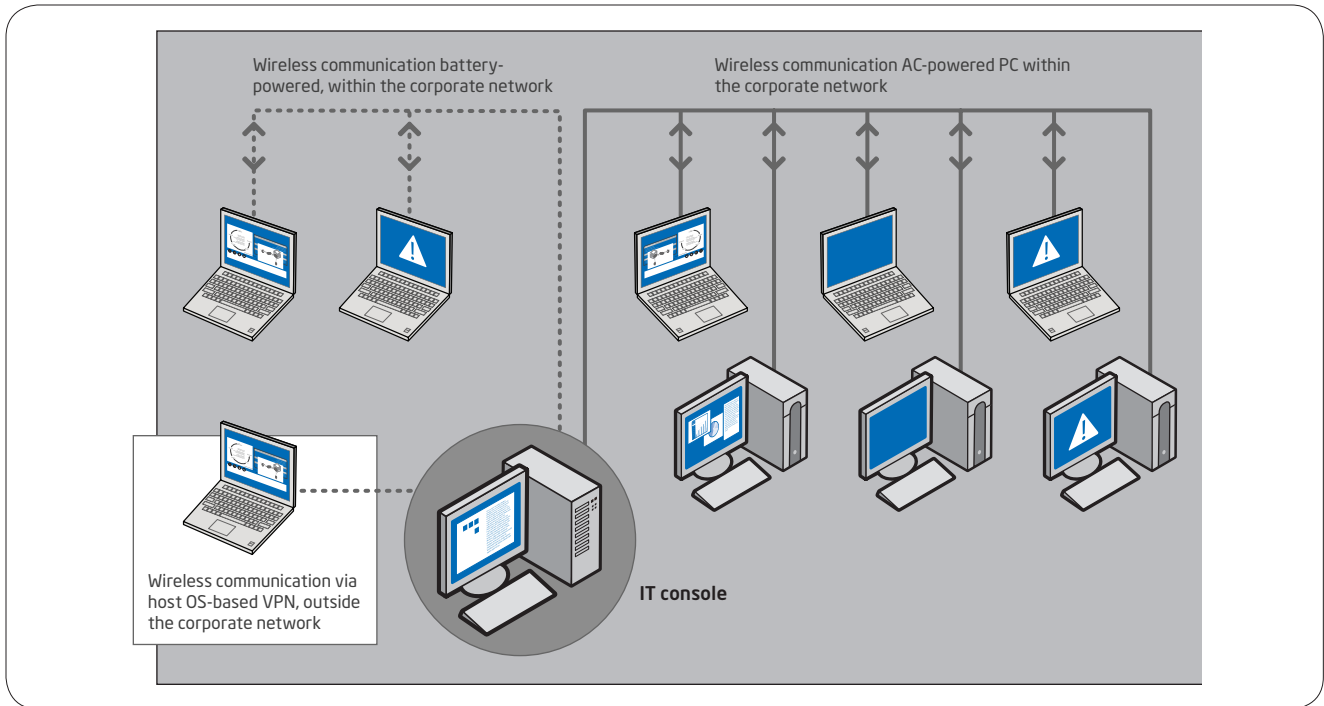 Wireless communication battery-
powered, within the corporate network
Wireless communication AC-powered PC within
the corporate network
Wireless communication via
host OS-based VPN, outside
the corporate network
IT console